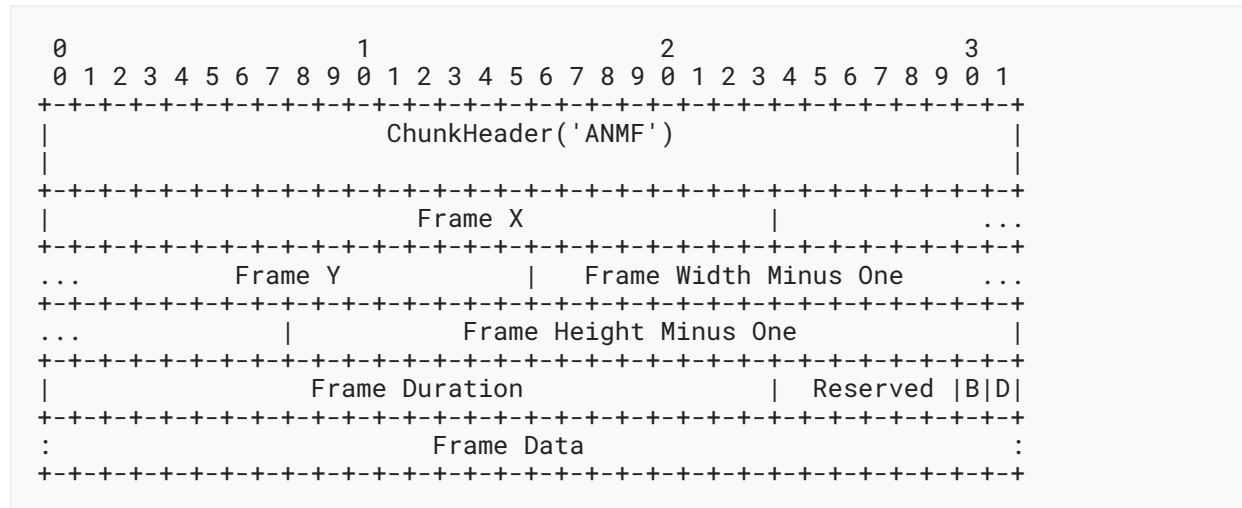 0                   1                   2                   3
 0 1 2 3 4 5 6 7 8 9 0 1 2 3 4 5 6 7 8 9 0 1 2 3 4 5 6 7 8 9 0 1
+-+-+-+-+-+-+-+-+-+-+-+-+-+-+-+-+-+-+-+-+-+-+-+-+-+-+-+-+-+-+-+-+
|                      ChunkHeader('ANMF')                      |
|                                                               |
+-+-+-+-+-+-+-+-+-+-+-+-+-+-+-+-+-+-+-+-+-+-+-+-+-+-+-+-+-+-+-+-+
|                        Frame X                |             ...
+-+-+-+-+-+-+-+-+-+-+-+-+-+-+-+-+-+-+-+-+-+-+-+-+-+-+-+-+-+-+-+-+
...          Frame Y            |   Frame Width Minus One     ...
+-+-+-+-+-+-+-+-+-+-+-+-+-+-+-+-+-+-+-+-+-+-+-+-+-+-+-+-+-+-+-+-+
...             |           Frame Height Minus One              |
+-+-+-+-+-+-+-+-+-+-+-+-+-+-+-+-+-+-+-+-+-+-+-+-+-+-+-+-+-+-+-+-+
|                 Frame Duration                |  Reserved |B|D|
+-+-+-+-+-+-+-+-+-+-+-+-+-+-+-+-+-+-+-+-+-+-+-+-+-+-+-+-+-+-+-+-+
:                         Frame Data                            :
+-+-+-+-+-+-+-+-+-+-+-+-+-+-+-+-+-+-+-+-+-+-+-+-+-+-+-+-+-+-+-+-+